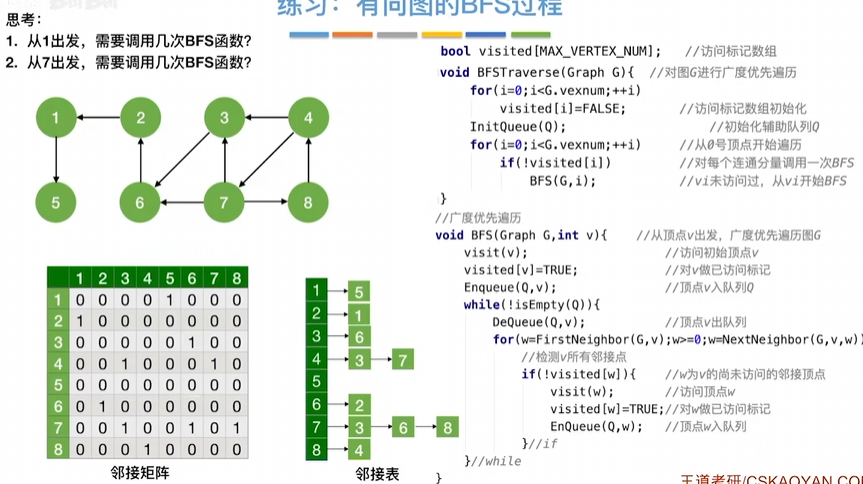 练习：有向图的BFS过程
思考：
1. 从1出发，需要调用几次BFS函数？
2. 从7出发，需要调用几次BFS函数？
1 2 3 4
5 6 7 8
1 2 3 4 5 6 7 8
1 0 0 0 0 1 0 0 0
2 1 0 0 0 0 0 0 0
3 0 0 0 0 0 1 0 0
4 0 0 1 0 0 0 1 0
5 0 0 0 0 0 0 0 0
6 0 1 0 0 0 0 0 0
7 0 0 1 0 0 1 0 1
8 0 0 0 1 0 0 0 0
邻接矩阵
1 5
2 1
3 6
4 3 7
5
6 2
7 3 6 8
8 4
邻接表
bool visited[MAX_VERTEX_NUM]; //访问标记数组
void BFSTraverse(Graph G){ //对图G进行广度优先遍历
for(i=0;i<G.vexnum;++i)
visited[i]=FALSE; //访问标记数组初始化
InitQueue(Q); //初始化辅助队列Q
for(i=0;i<G.vexnum;++i) //从0号顶点开始遍历
if(!visited[i]) //对每个连通分量调用一次BFS
BFS(G,i); //vi未访问过，从vi开始BFS
}
//广度优先遍历
void BFS(Graph G,int v){ //从顶点v出发，广度优先遍历图G
visit(v); //访问初始顶点v
visited[v]=TRUE; //对v做已访问标记
Enqueue(Q,v); //顶点v入队列Q
while(!isEmpty(Q)){
DeQueue(Q,v); //顶点v出队列
for(w=FirstNeighbor(G,v);w>=0;w=NextNeighbor(G,v,w))
//检测v所有邻接点
if(!visited[w]){ //w为v的尚未访问的邻接顶点
visit(w); //访问顶点w
visited[w]=TRUE;//对w做已访问标记
EnQueue(Q,w); //顶点w入队列
}//if
}//while
}
王道考研/CSKAOYAN.COM